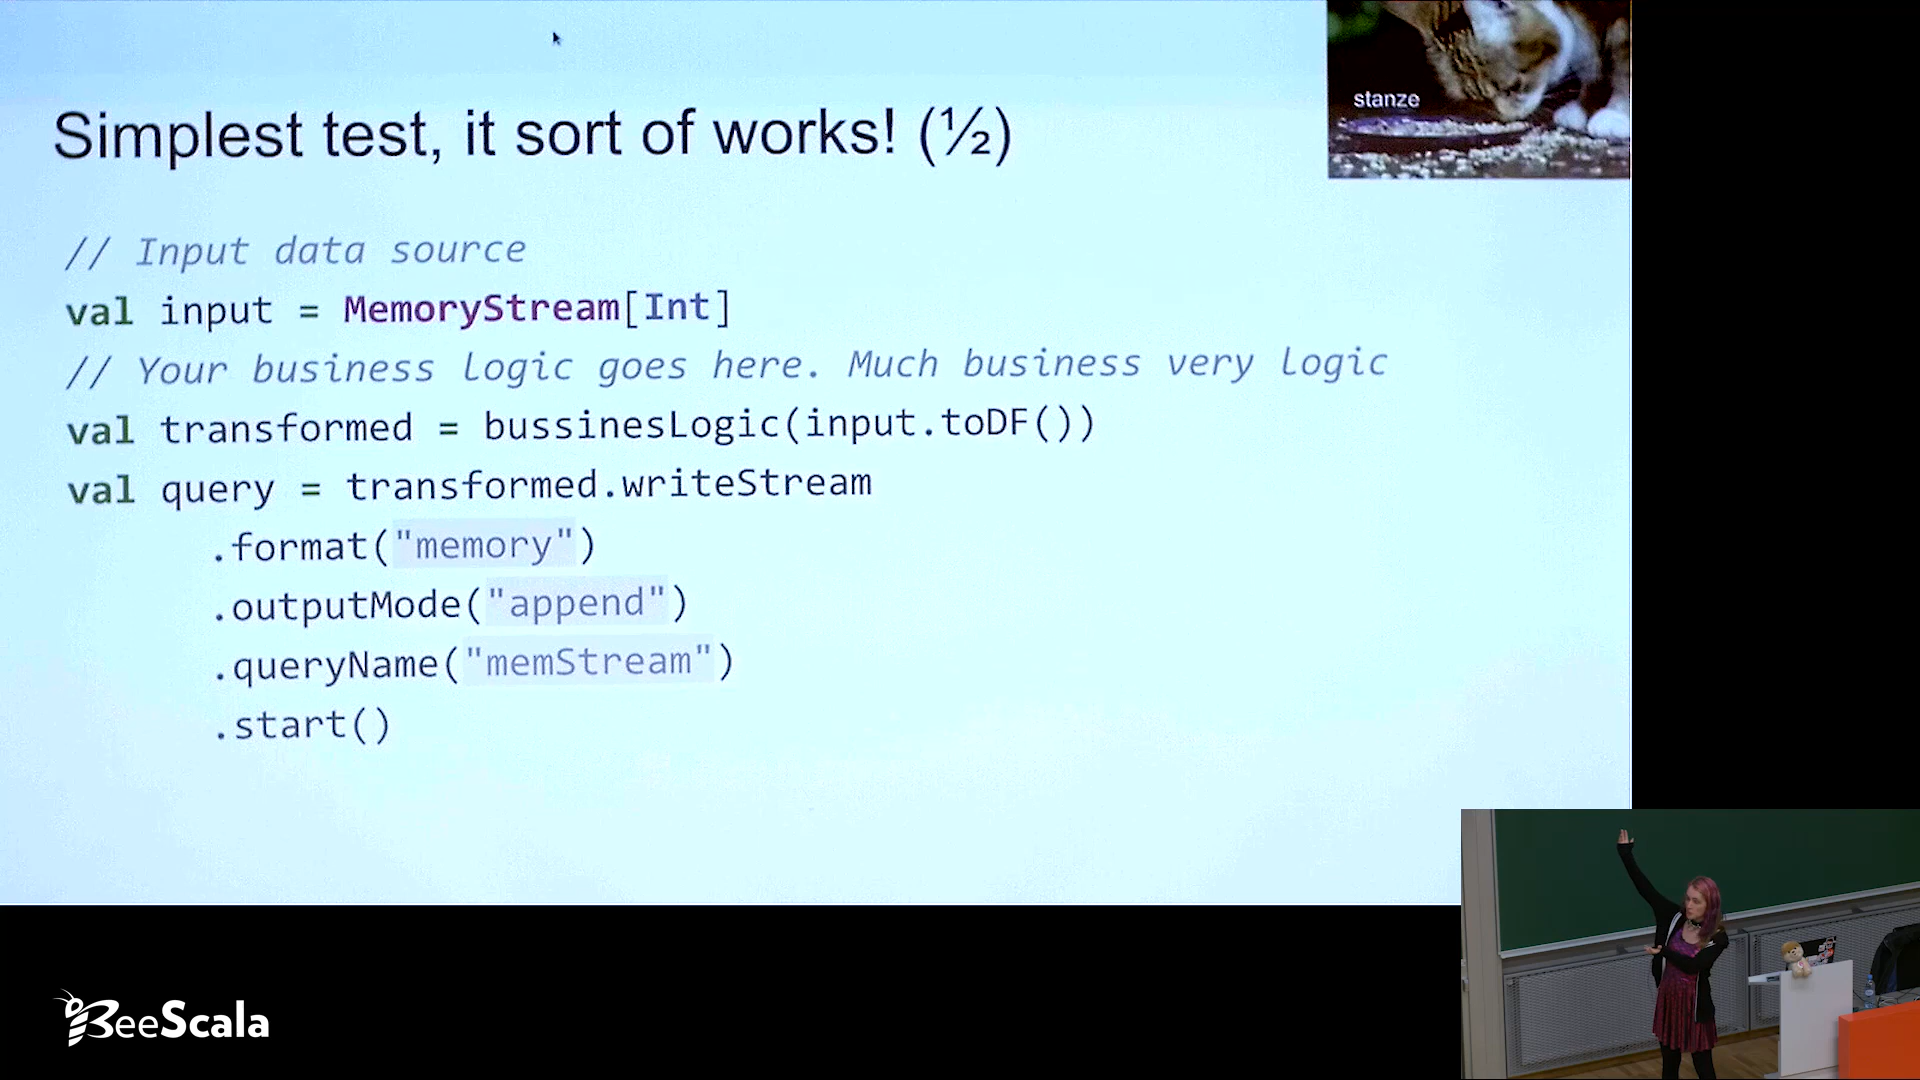 Simplest test, it sort of works! (½)
stanze
// Input data source
val input = MemoryStream[Int]
// Your business logic goes here. Much business very logic
val transformed = bussinesLogic(input.toDF())
val query = transformed.writeStream
.format("memory")
.outputMode("append")
.queryName("memStream")
.start()
BeeScala